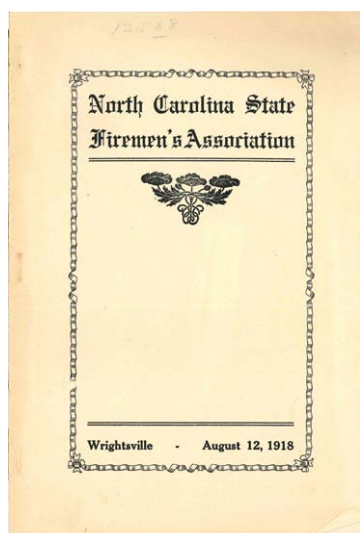 North Carolina State
Firemen's Association
Wrightsville - August 12, 1918